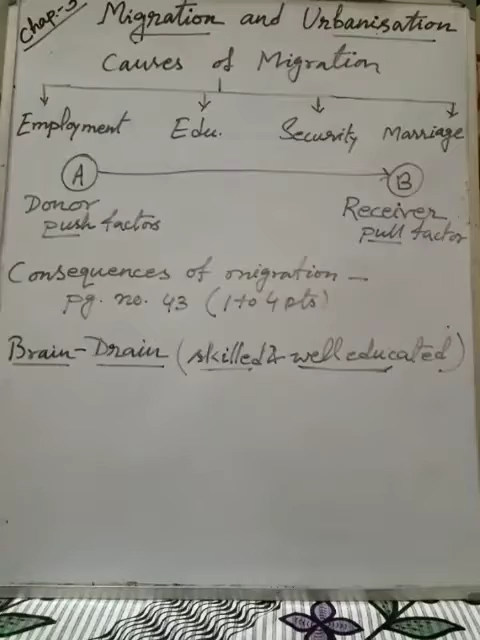 Chap.-3
Migration and Urbanisation
Causes of Migration
Employment Edu. Security Marriage
A B
Donor Receiver
push factors pull factor
Consequences of migration –
pg. no. 43 (1 to 4 pts)
Brain-Drain (skilled & well educated)